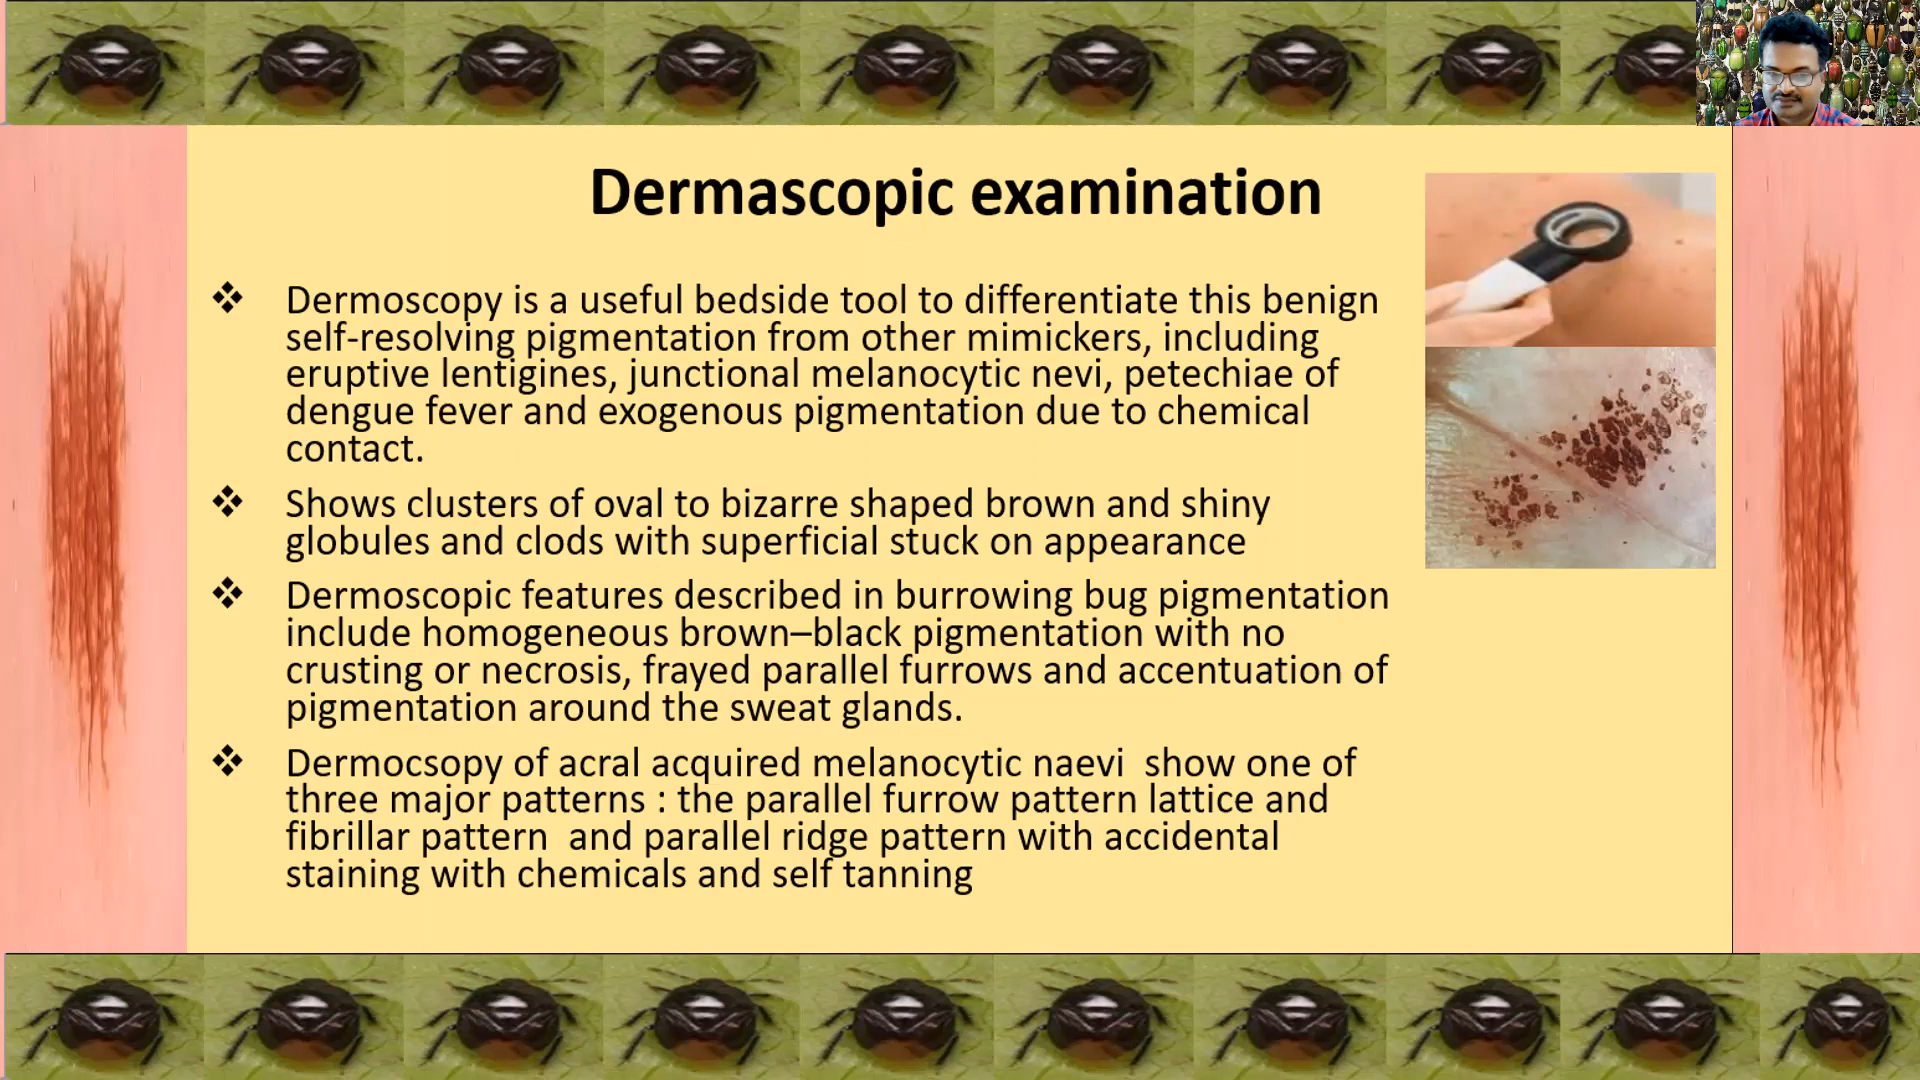 Dermascopic examination
Dermoscopy is a useful bedside tool to differentiate this benign
self-resolving pigmentation from other mimickers, including
eruptive lentigines, junctional melanocytic nevi, petechiae of
dengue fever and exogenous pigmentation due to chemical
contact.
Shows clusters of oval to bizarre shaped brown and shiny
globules and clods with superficial stuck on appearance
Dermoscopic features described in burrowing bug pigmentation
include homogeneous brown–black pigmentation with no
crusting or necrosis, frayed parallel furrows and accentuation of
pigmentation around the sweat glands.
Dermocsopy of acral acquired melanocytic naevi  show one of
three major patterns : the parallel furrow pattern lattice and
fibrillar pattern  and parallel ridge pattern with accidental
staining with chemicals and self tanning